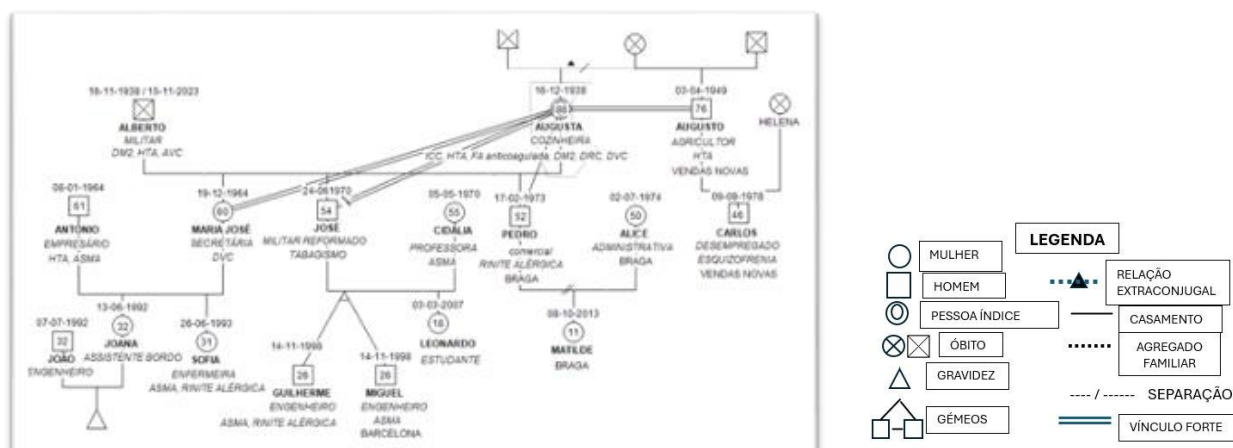 16-11-1938 / 15-11-2023
ALBERTO
MILITAR
DM2, HTA, AVC
16-12-1938
86
AUGUSTA
COZINHEIRA
ICC, HTA, FA anticoagulada, DM2, DRC, DVC
03-04-1949
76
AUGUSTO
AGRICULTOR
HTA
VENDAS NOVAS
HELENA
08-01-1964
61
ANTÓNIO
EMPRESÁRIO
HTA, ASMA
19-12-1964
60
MARIA JOSÉ
SECRETÁRIA
DVC
24-061970
54
JOSÉ
MILITAR REFORMADO
TABAGISMO
05-05-1970
55
CIDÁLIA
PROFESSORA
ASMA
17-02-1973
52
PEDRO
comercial
RINITE ALÉRGICA
BRAGA
02-07-1974
50
ALICE
ADMINISTRATIVA
BRAGA
09-08-1978
46
CARLOS
DESEMPREGADO
ESQUIZOFRENIA
VENDAS NOVAS
07-07-1992
32
JOÃO
ENGENHEIRO
13-06-1992
32
JOANA
ASSISTENTE BORDO
26-06-1993
31
SOFIA
ENFERMEIRA
ASMA, RINITE ALÉRGICA
14-11-1998
26
GUILHERME
ENGENHEIRO
ASMA, RINITE ALÉRGICA
14-11-1998
26
MIGUEL
ENGENHEIRO
ASMA
BARCELONA
03-03-2007
18
LEONARDO
ESTUDANTE
08-10-2013
11
MATILDE
BRAGA
LEGENDA
MULHER
HOMEM
PESSOA ÍNDICE
ÓBITO
GRAVIDEZ
GÉMEOS
RELAÇÃO
EXTRACONJUGAL
CASAMENTO
AGREGADO
FAMILIAR
SEPARAÇÃO
VÍNCULO FORTE